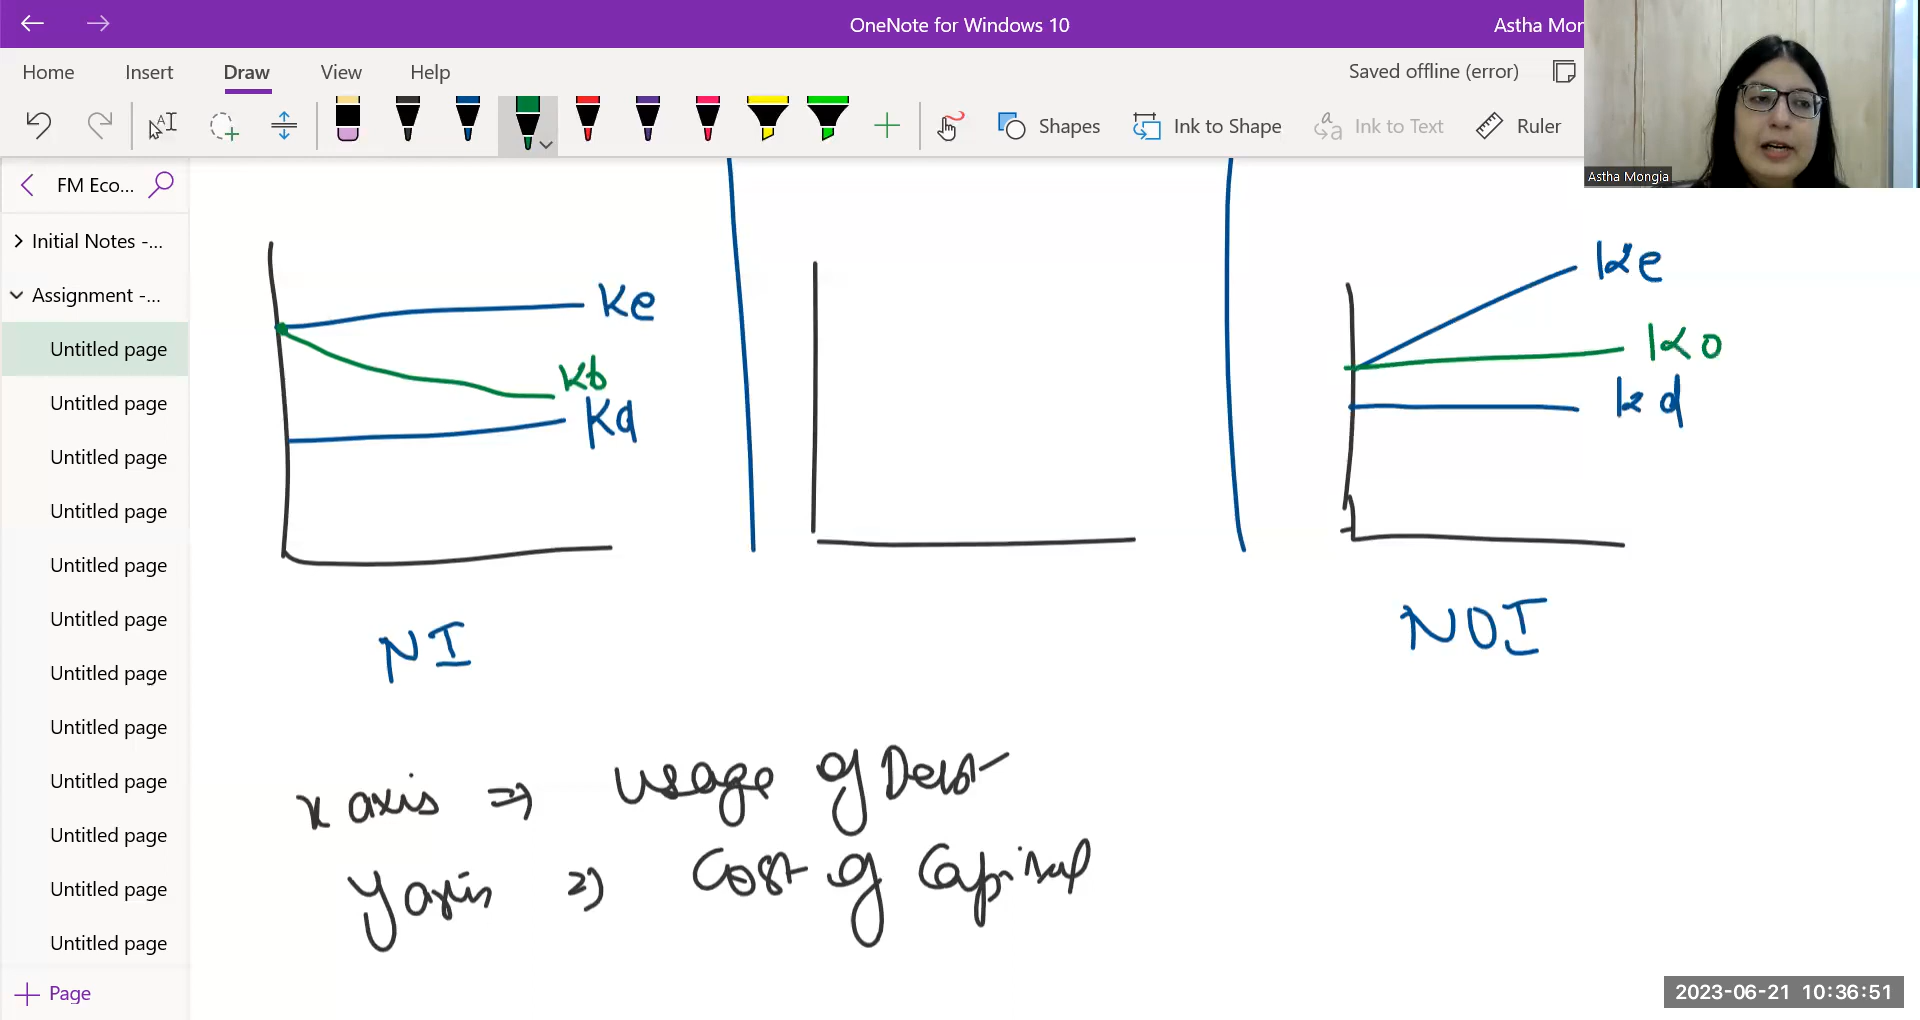 OneNote for Windows 10
Astha Mor
Home Insert Draw View Help
Saved offline (error)
Shapes Ink to Shape Ink to Text Ruler
Astha Mongia
FM Eco...
Initial Notes -...
Assignment -...
Untitled page
Untitled page
Untitled page
Untitled page
Untitled page
Untitled page
Untitled page
Untitled page
Untitled page
Untitled page
Untitled page
Untitled page
Page
Ke
Ko
Kd
NI
Ke
Ko
Kd
NOI
x axis ⇒ usage of Debt
y axis ⇒ Cost of Capital
2023-06-21 10:36:51